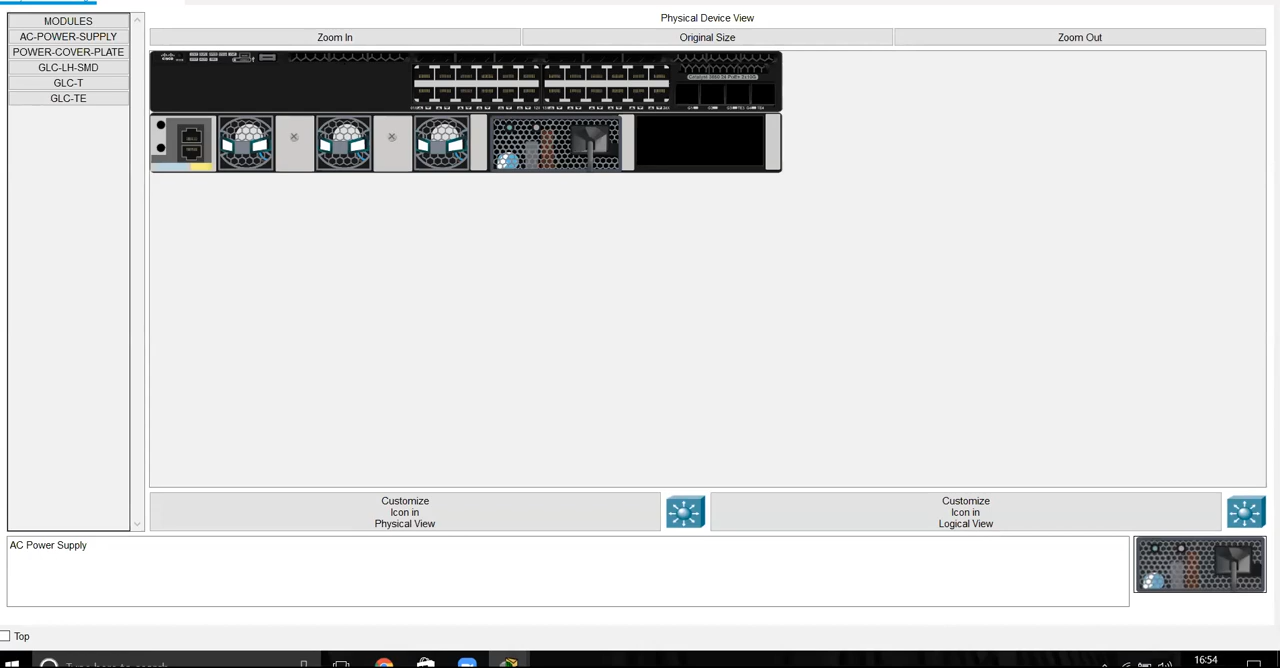 MODULES
AC-POWER-SUPPLY
POWER-COVER-PLATE
GLC-LH-SMD
GLC-T
GLC-TE
Physical Device View
Zoom In
Original Size
Zoom Out
Customize
Icon in
Physical View
Customize
Icon in
Logical View
AC Power Supply
Top
16:54